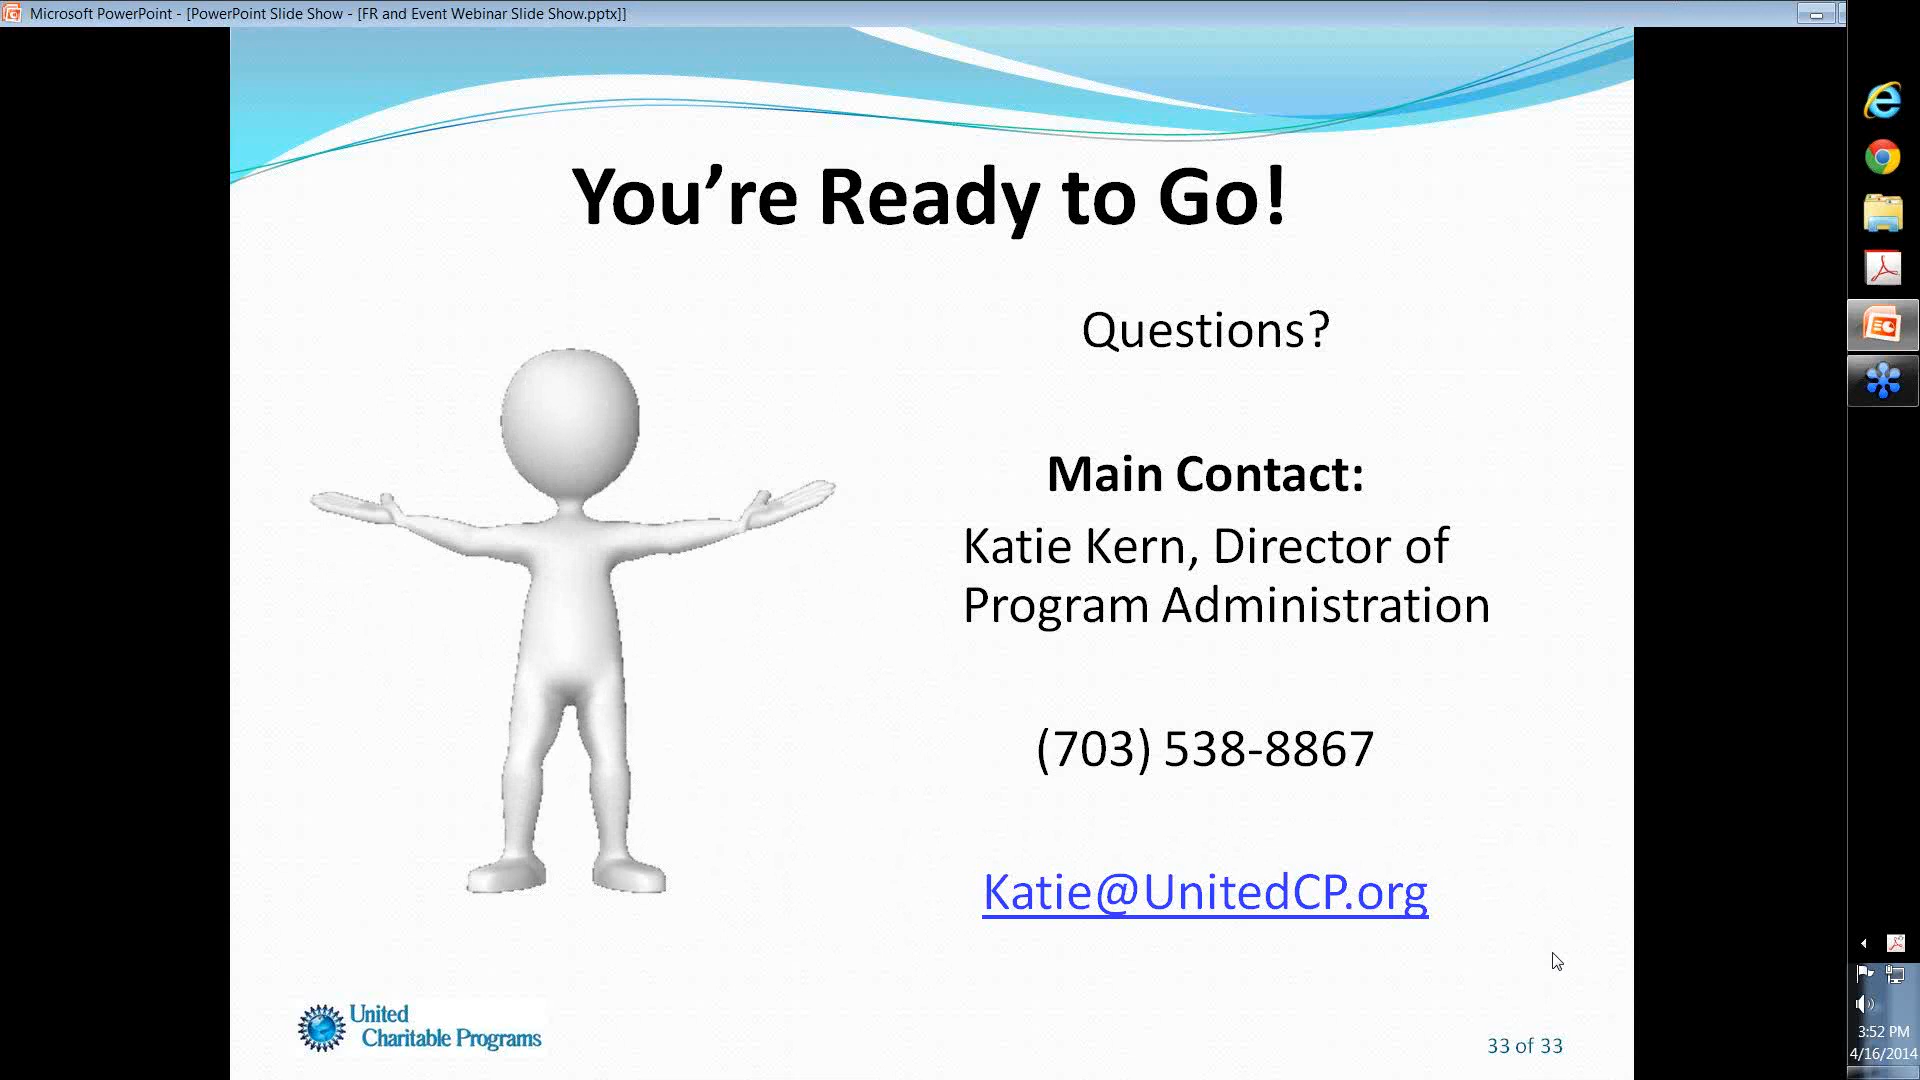 Microsoft PowerPoint - [PowerPoint Slide Show - [FR and Event Webinar Slide Show.pptx]]
You’re Ready to Go!
Questions?
Main Contact:
Katie Kern, Director of
Program Administration
(703) 538-8867
Katie@UnitedCP.org
United
Charitable Programs
33 of 33
3:52 PM
4/16/2014